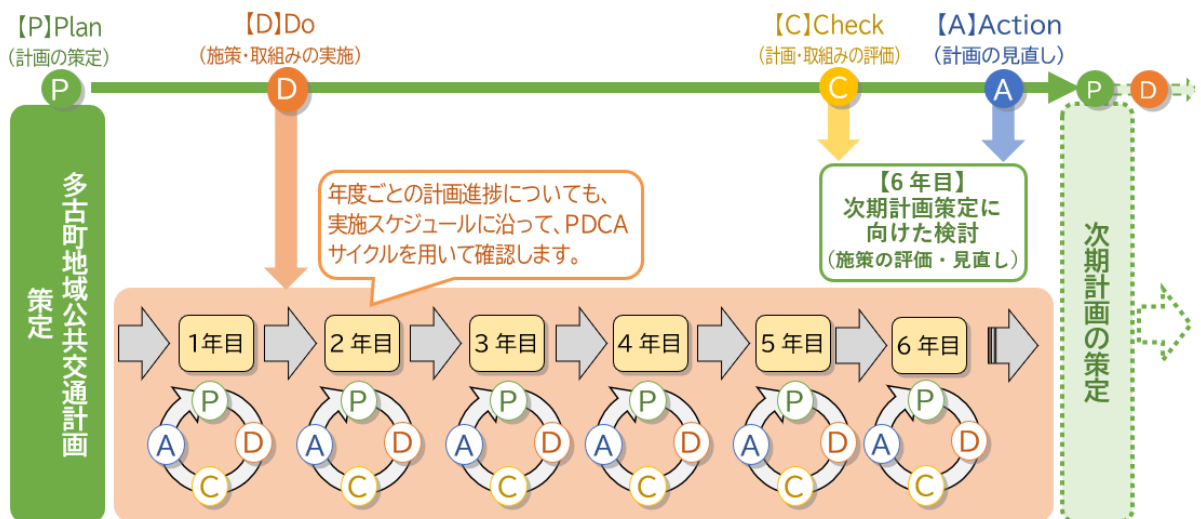 【P】Plan
(計画の策定)
【D】Do
(施策・取組みの実施)
【C】Check
(計画・取組みの評価)
【A】Action
(計画の見直し)
P
D
C
A
P
D
多古町地域公共交通計画
策定
年度ごとの計画進捗についても、
実施スケジュールに沿って、PDCA
サイクルを用いて確認します。
【6年目】
次期計画策定に
向けた検討
(施策の評価・見直し)
次期計画の策定
1年目
2年目
3年目
4年目
5年目
6年目
P
D
C
A
P
D
C
A
P
D
C
A
P
D
C
A
P
D
C
A
P
D
C
A